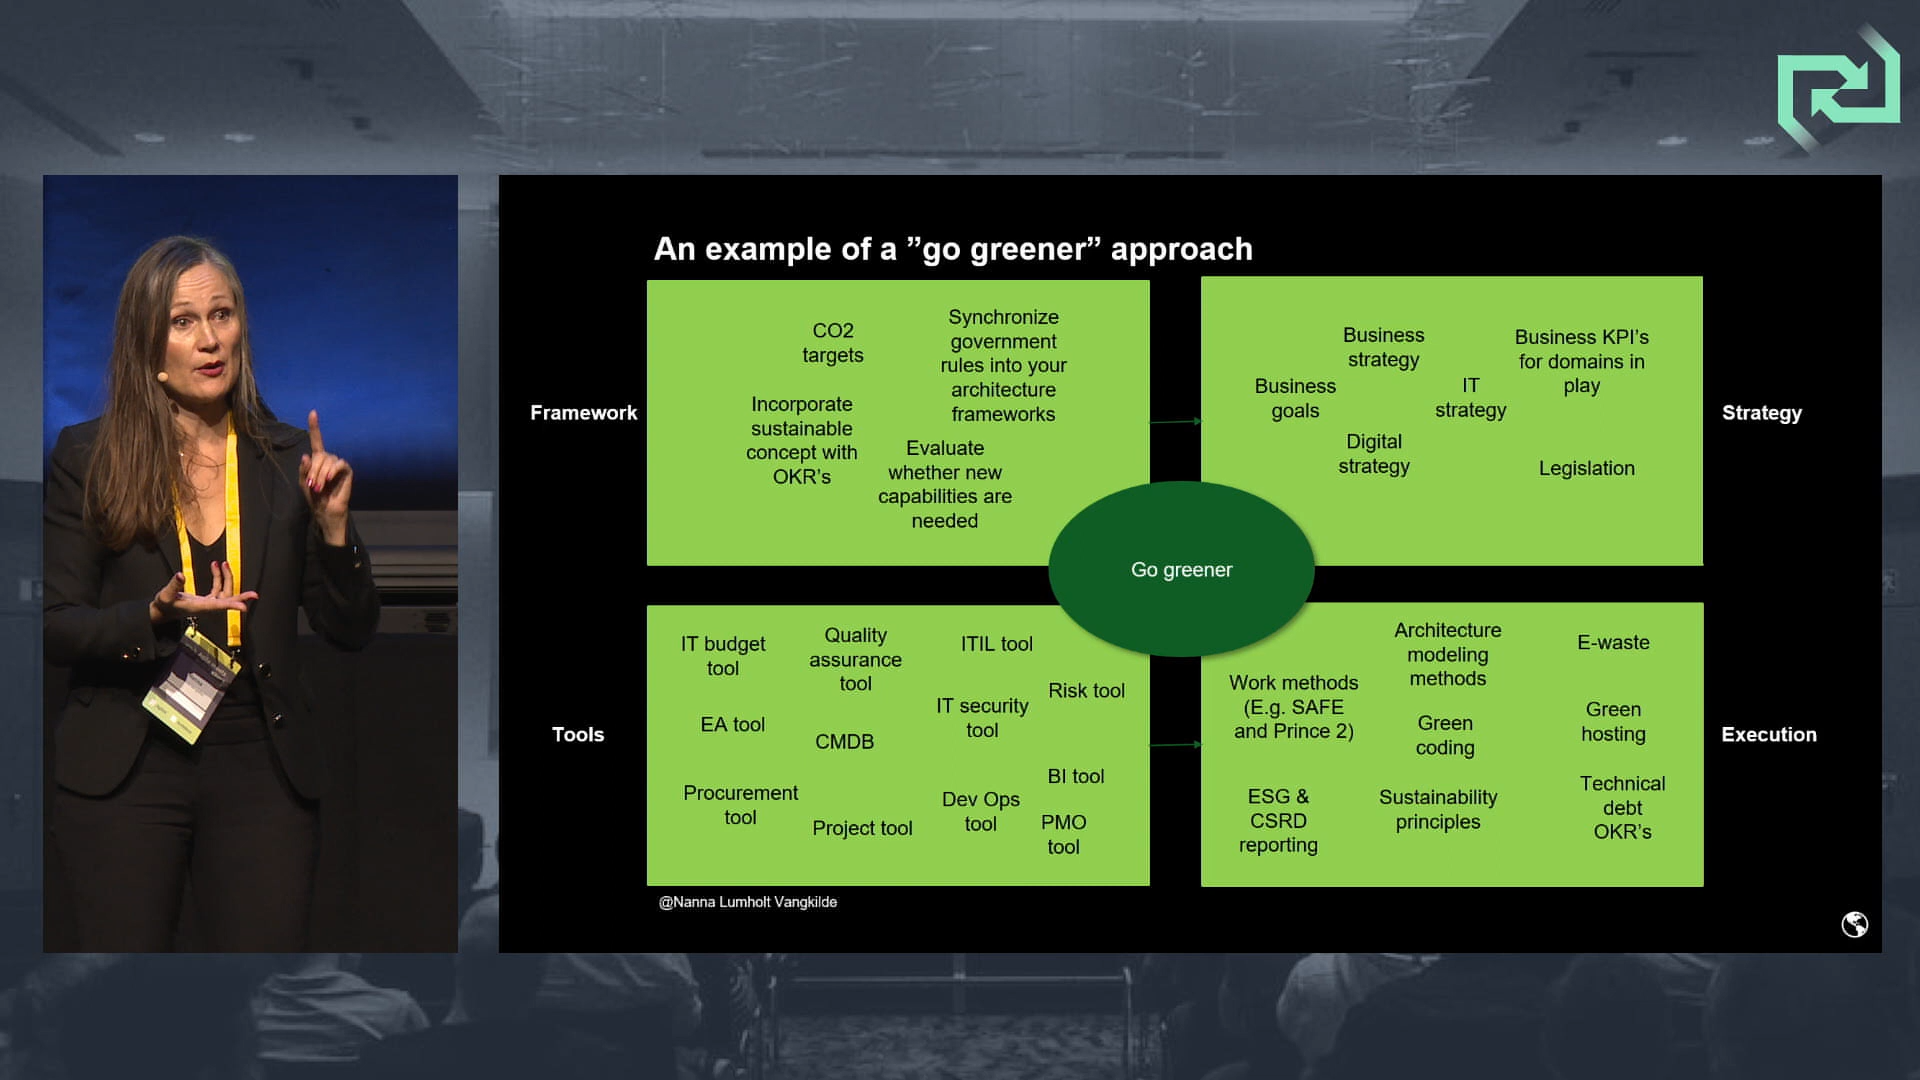 An example of a ”go greener” approach
Framework
CO2
targets
Synchronize
government
rules into your
architecture
frameworks
Incorporate
sustainable
concept with
OKR’s
Evaluate
whether new
capabilities are
needed
Strategy
Business
strategy
Business KPI’s
for domains in
play
Business
goals
IT
strategy
Digital
strategy
Legislation
Go greener
Tools
IT budget
tool
Quality
assurance
tool
ITIL tool
Risk tool
EA tool
CMDB
IT security
tool
BI tool
Procurement
tool
Project tool
Dev Ops
tool
PMO
tool
Execution
Architecture
modeling
methods
E-waste
Work methods
(E.g. SAFE
and Prince 2)
Green
coding
Green
hosting
ESG &
CSRD
reporting
Sustainability
principles
Technical
debt
OKR’s
@Nanna Lumholt Vangkilde